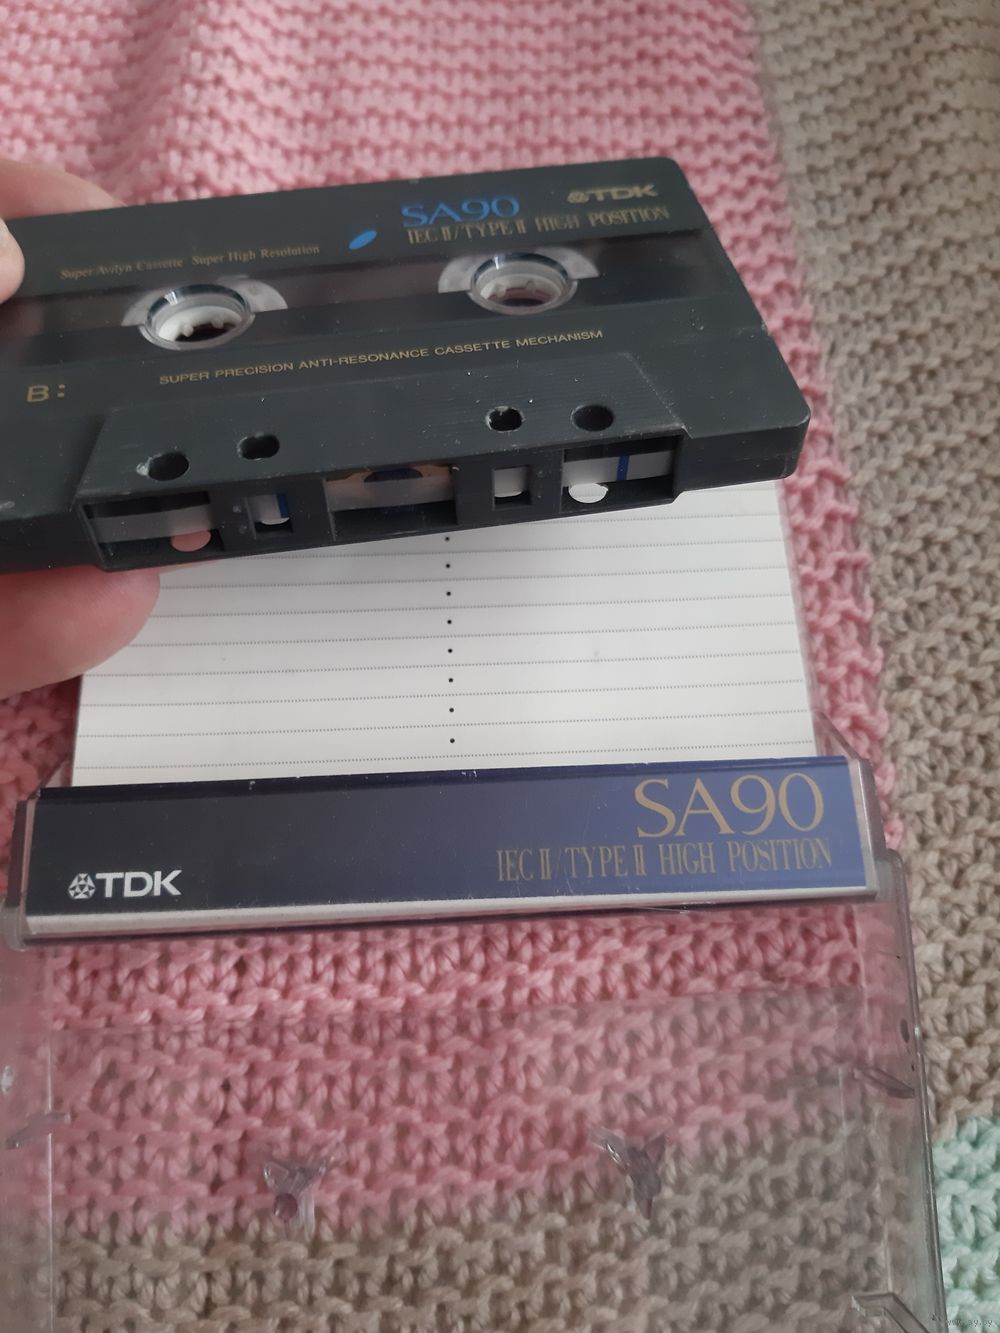 SA90
TDK
IEC II/TYPE II HIGH POSITION
Super Avilyn Cassette Super High Resolution
SUPER PRECISION ANTI-RESONANCE CASSETTE MECHANISM
B:
SA90
IEC II/TYPE II HIGH POSITION
TDK